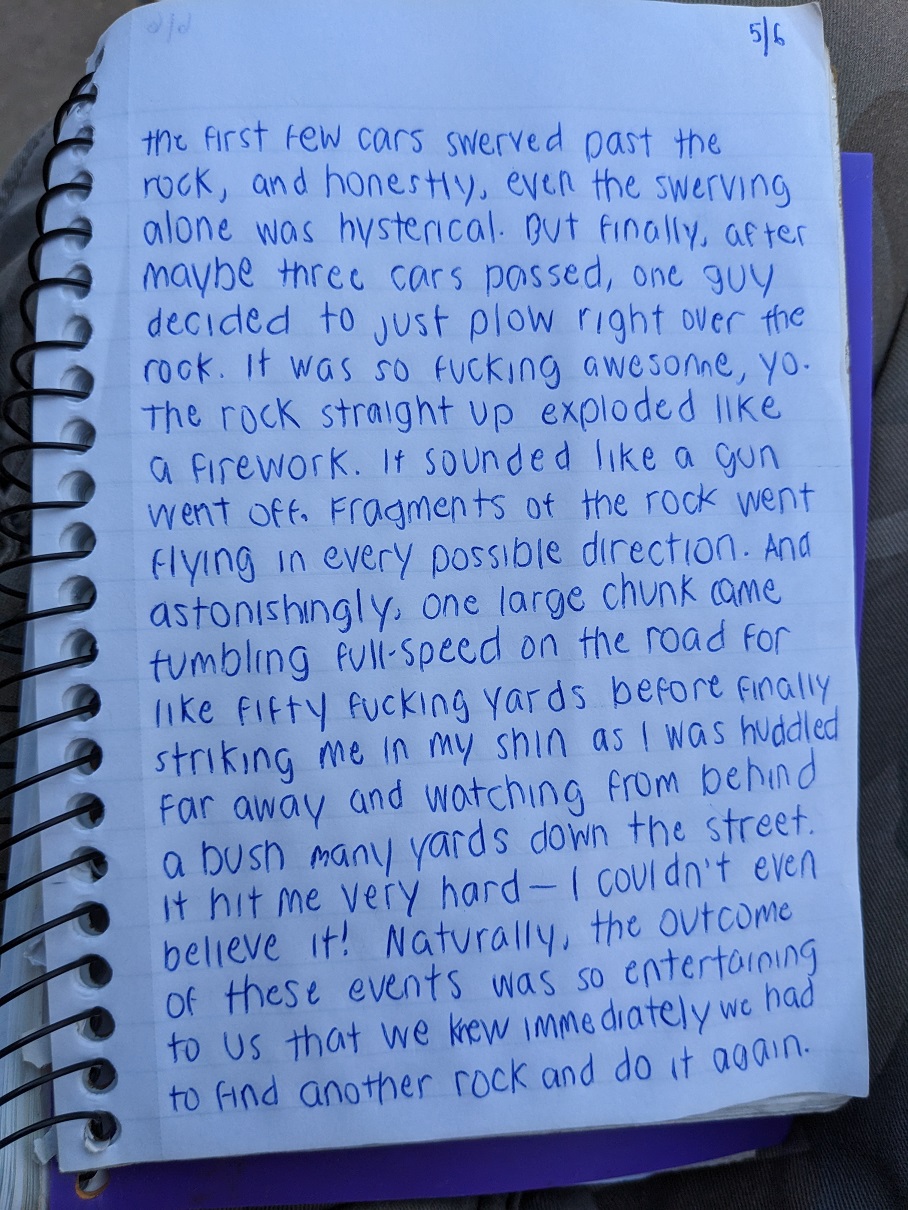 5/6
the first few cars swerved past the
rock, and honestly, even the swerving
alone was hysterical. But finally, after
maybe three cars passed, one guy
decided to just plow right over the
rock. It was so fucking awesome, yo.
The rock straight up exploded like
a firework. It sounded like a gun
went off. Fragments of the rock went
flying in every possible direction. And
astonishingly, one large chunk came
tumbling full-speed on the road for
like fifty fucking yards before finally
striking me in my shin as I was huddled
far away and watching from behind
a bush many yards down the street.
It hit me very hard — I couldn't even
believe it! Naturally, the outcome
of these events was so entertaining
to us that we knew immediately we had
to find another rock and do it again.